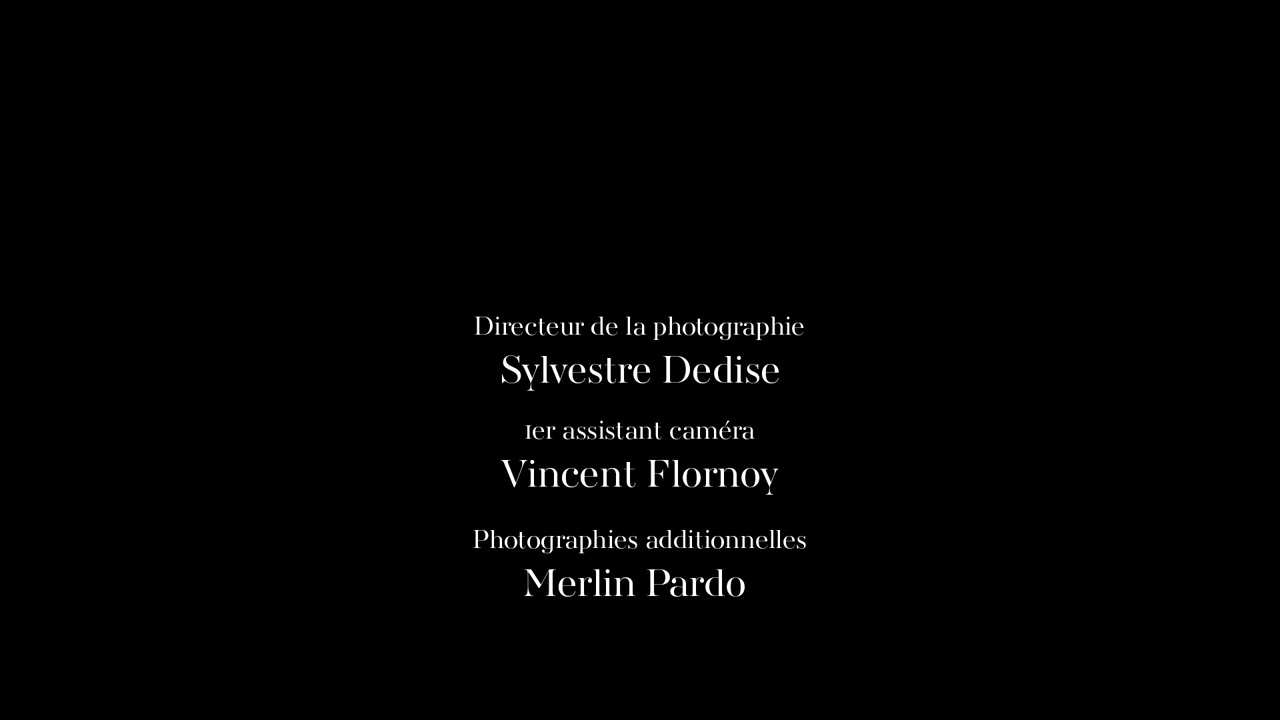 Directeur de la photographie
Sylvestre Dedise
1er assistant caméra
Vincent Flornoy
Photographies additionnelles
Merlin Pardo